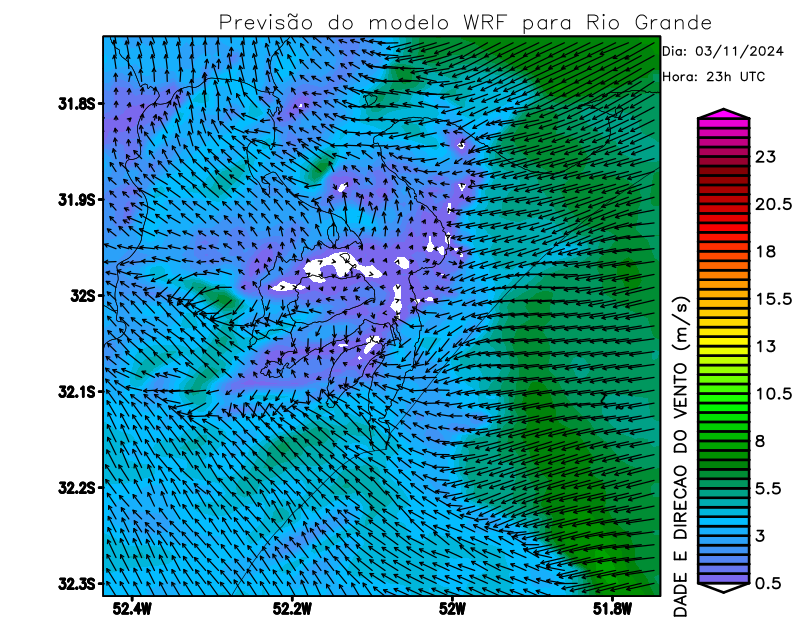 Previsão do modelo WRF para Rio Grande
Dia: 03/11/2024
Hora: 23h UTC
31.8S
31.9S
32S
32.1S
32.2S
32.3S
52.4W
52.2W
52W
51.8W
23
20.5
18
15.5
13
10.5
8
5.5
3
0.5
DADE E DIRECAO DO VENTO (m/s)